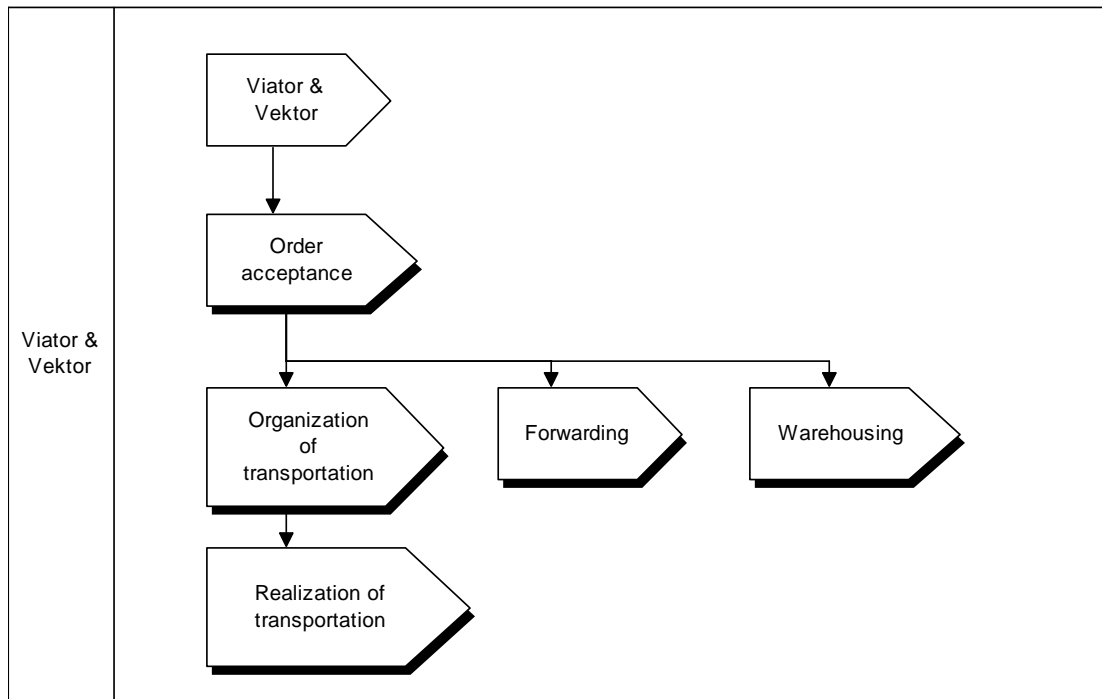 Viator &
Vektor
Viator &
Vektor
Order
acceptance
Organization
of
transportation
Forwarding
Warehousing
Realization of
transportation